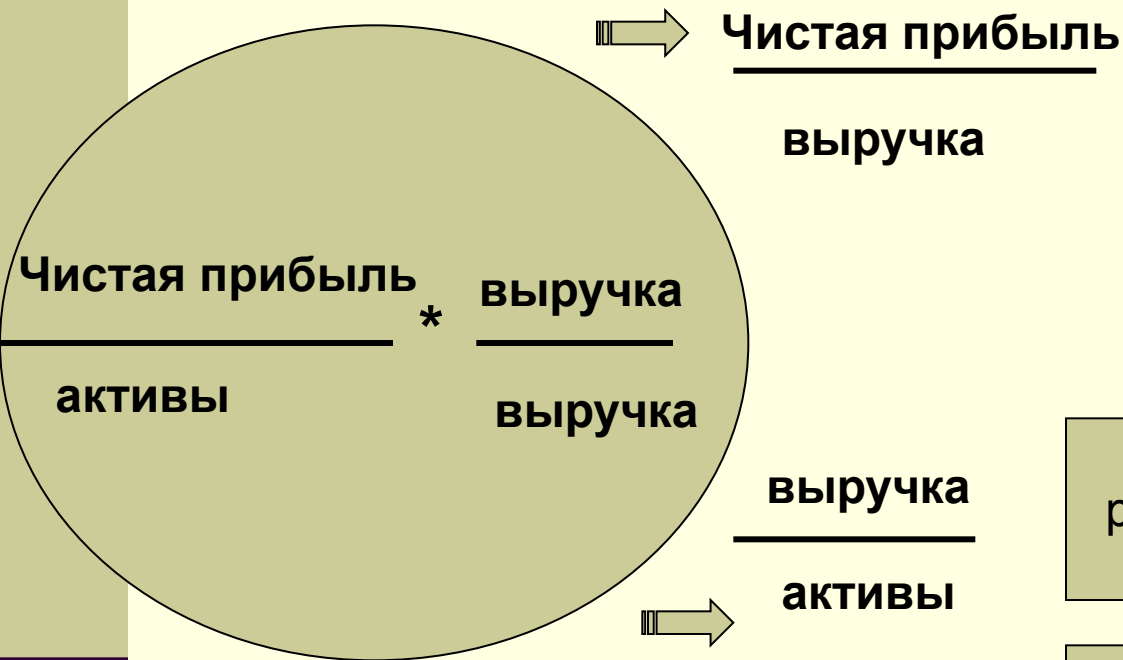 Чистая прибыль
выручка
Чистая прибыль * выручка
активы выручка
выручка
активы
р